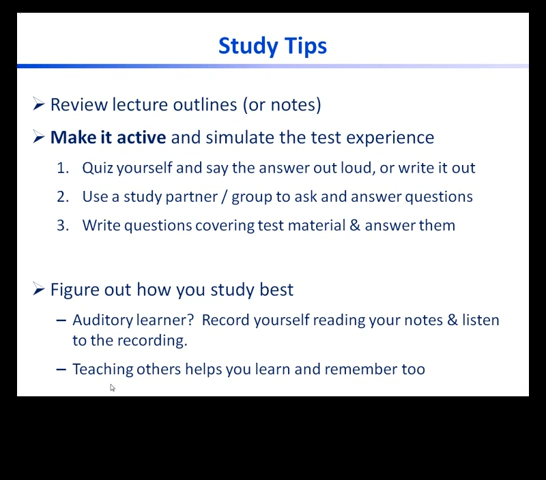 Study Tips
➢ Review lecture outlines (or notes)
➢ Make it active and simulate the test experience
1. Quiz yourself and say the answer out loud, or write it out
2. Use a study partner / group to ask and answer questions
3. Write questions covering test material & answer them
➢ Figure out how you study best
– Auditory learner? Record yourself reading your notes & listen
to the recording.
– Teaching others helps you learn and remember too